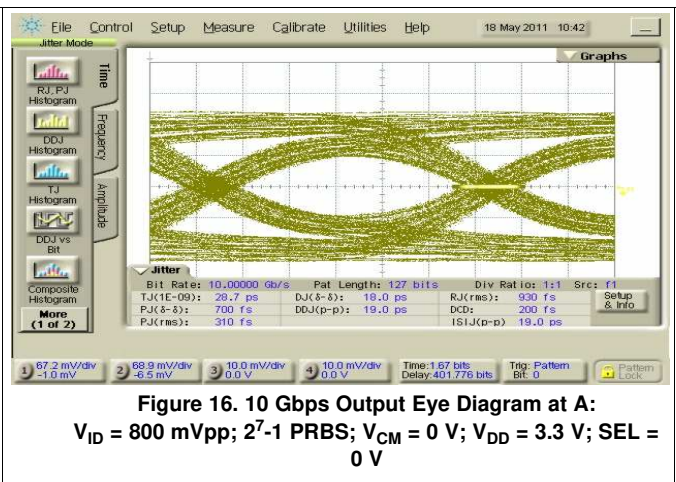 File Control Setup Measure Calibrate Utilities Help 18 May 2011 10:42
Jitter Mode
Graphs
RJ, PJ
Histogram
DDJ
Histogram
TJ
Histogram
DDJ vs
Bit
Composite
Histogram
More
(1 of 2)
Time
Frequency
Amplitude
Jitter
Bit Rate: 10.00000 Gb/s Pat Length: 127 bits Div Ratio: 1:1 Src: f1
TJ(1E-09): 28.7 ps DJ(δ-δ): 18.0 ps RJ(rms): 930 fs
PJ(δ-δ): 700 fs DDJ(p-p): 19.0 ps DCD: 200 fs
PJ(rms): 310 fs ISIJ(p-p) 19.0 ps
Setup
& Info
1) 67.2 mV/div 2) 68.9 mV/div 3) 10.0 mV/div 4) 10.0 mV/div Time:1.67 bits Trig: Pattern Pattern
-1.0 mV -6.5 mV 0.0 V 0.0 V Delay:401.776 bits Bit: 0 Lock
Figure 16. 10 Gbps Output Eye Diagram at A:
V_ID = 800 mVpp; 2^7-1 PRBS; V_CM = 0 V; V_DD = 3.3 V; SEL =
0 V